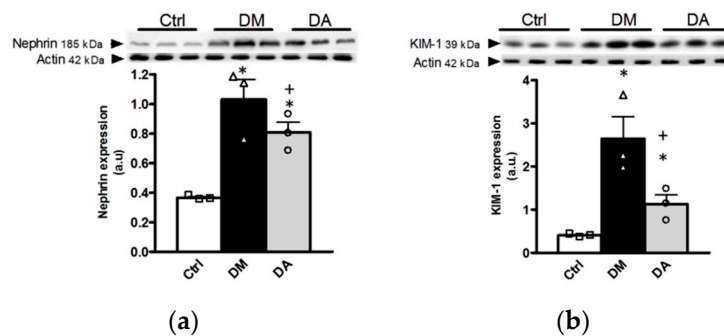 Ctrl DM DA
Nephrin 185 kDa
Actin 42 kDa
Nephrin expression
(a.u)
1.2
1.0
0.8
0.6
0.4
0.2
0.0
*
+
*
Ctrl
DM
DA
(a)
Ctrl DM DA
KIM-1 39 kDa
Actin 42 kDa
KIM-1 expression
(a.u.)
4
3
2
1
0
*
+
*
Ctrl
DM
DA
(b)